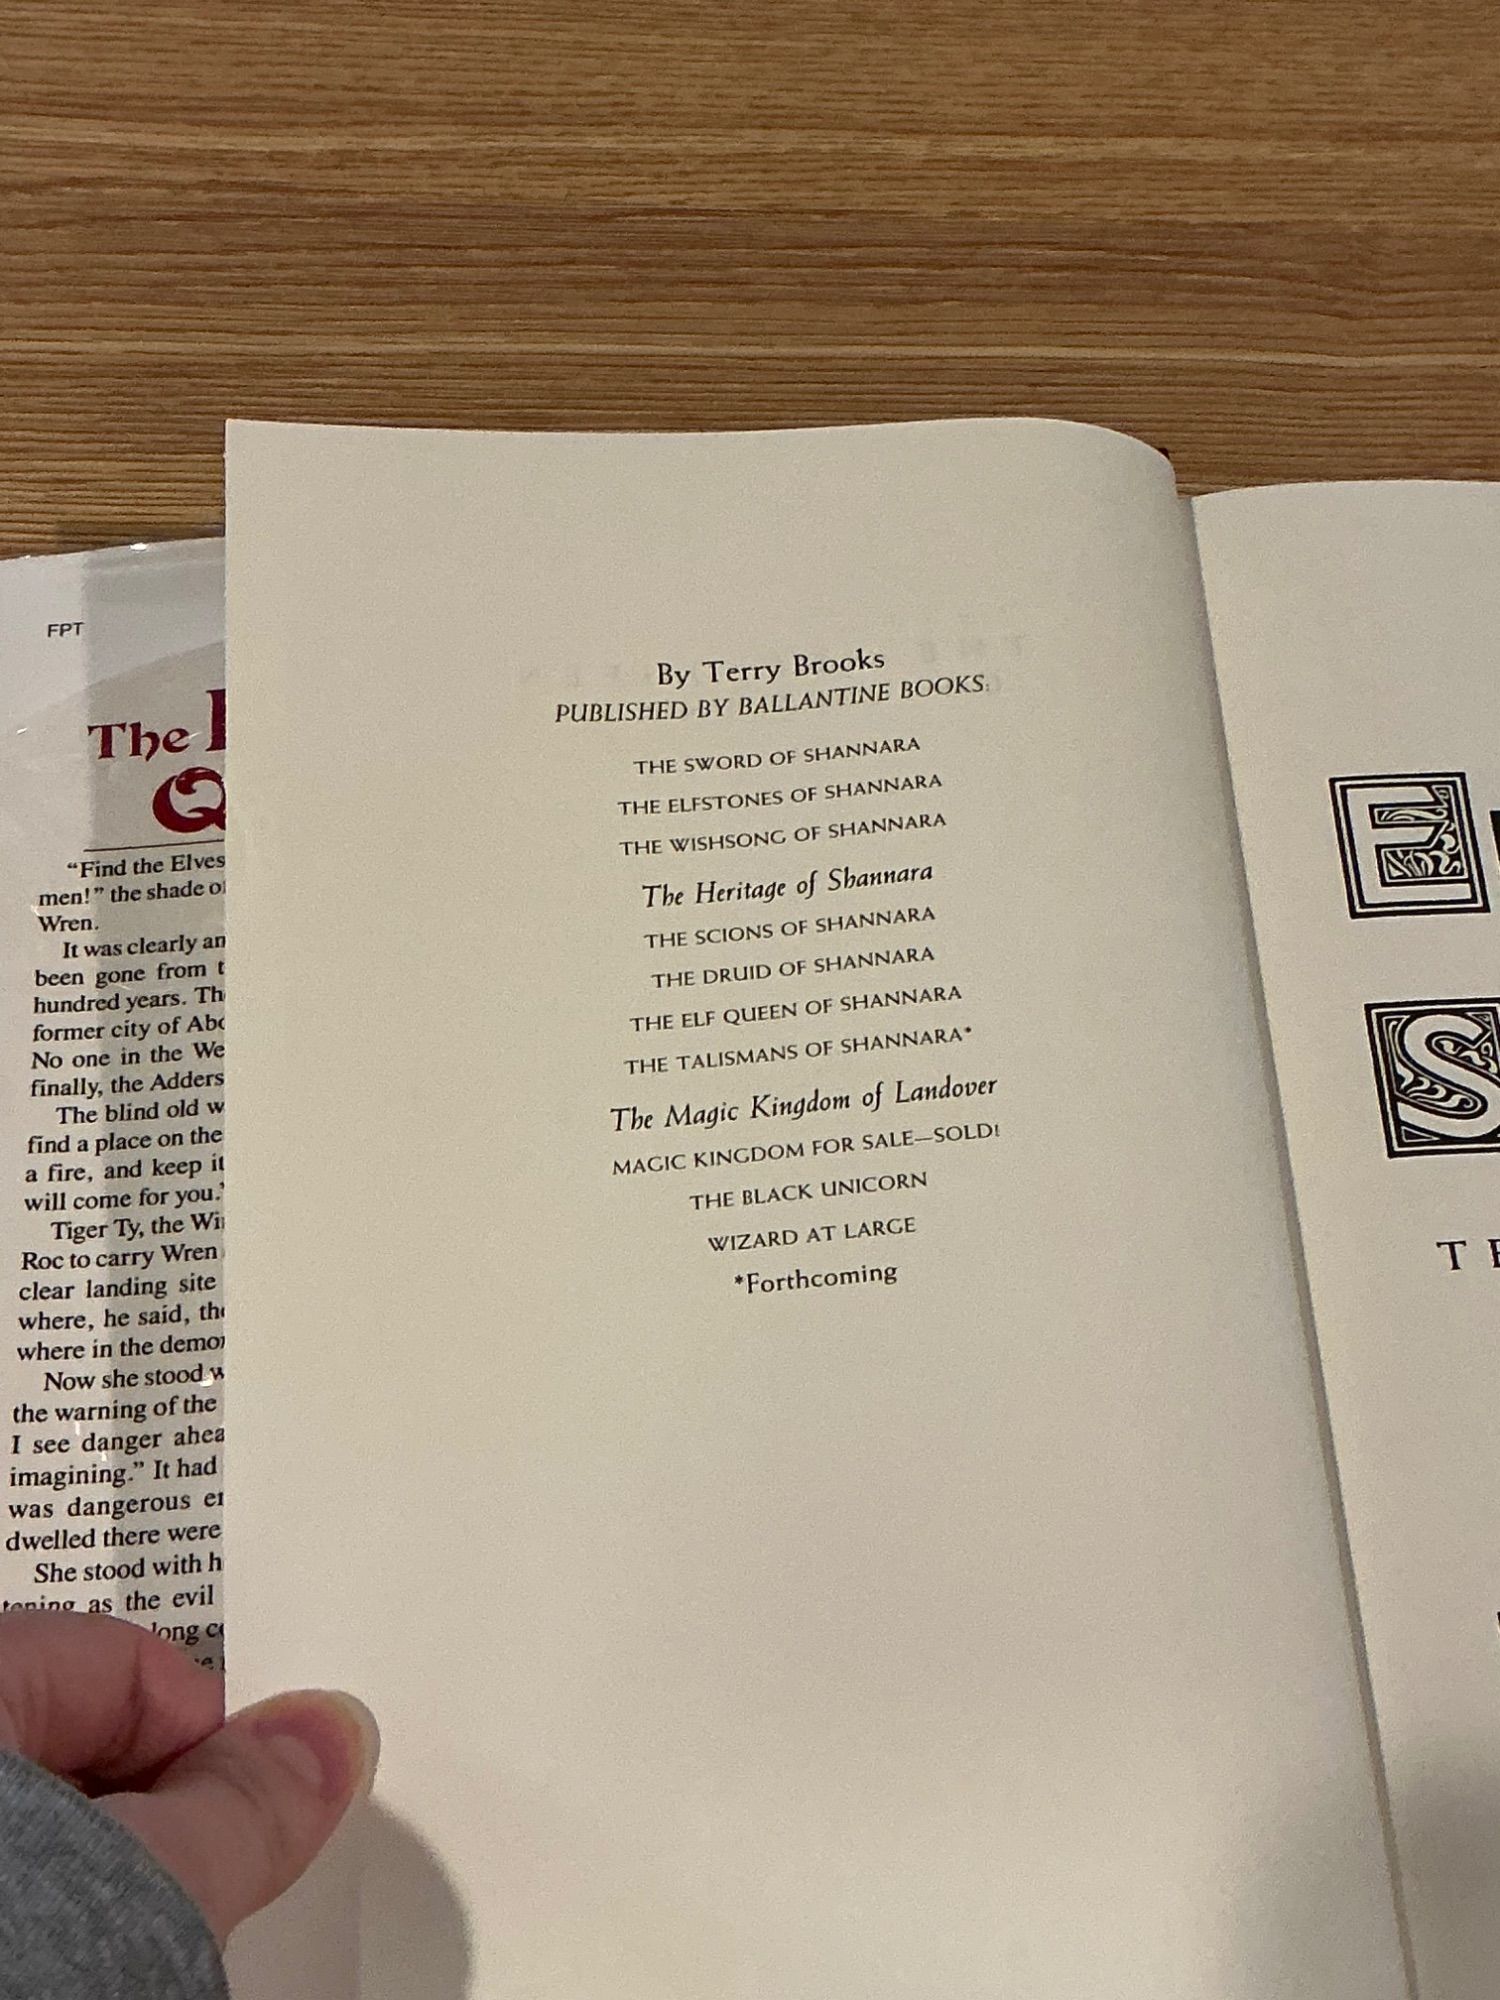 FPT
The
Q
"Find the Elves
men!" the shade
Wren.
It was clearly an
been gone from
hundred years.
former city of
No one in the
finally, the
The blind old
find a place on the
a fire, and keep it
will come for you.
Tiger Ty, the
Roc to carry Wren
clear landing site
where, he said,
where in the
Now she stood
the warning of the
I see danger
imagining." It had
was dangerous
dwelled there were
She stood with
as the evil
long
By Terry Brooks
PUBLISHED BY BALLANTINE BOOKS:
THE SWORD OF SHANNARA
THE ELFSTONES OF SHANNARA
THE WISHSONG OF SHANNARA
The Heritage of Shannara
THE SCIONS OF SHANNARA
THE DRUID OF SHANNARA
THE ELF QUEEN OF SHANNARA
THE TALISMANS OF SHANNARA*
The Magic Kingdom of Landover
MAGIC KINGDOM FOR SALE—SOLD!
THE BLACK UNICORN
WIZARD AT LARGE
*Forthcoming
E
S
T E